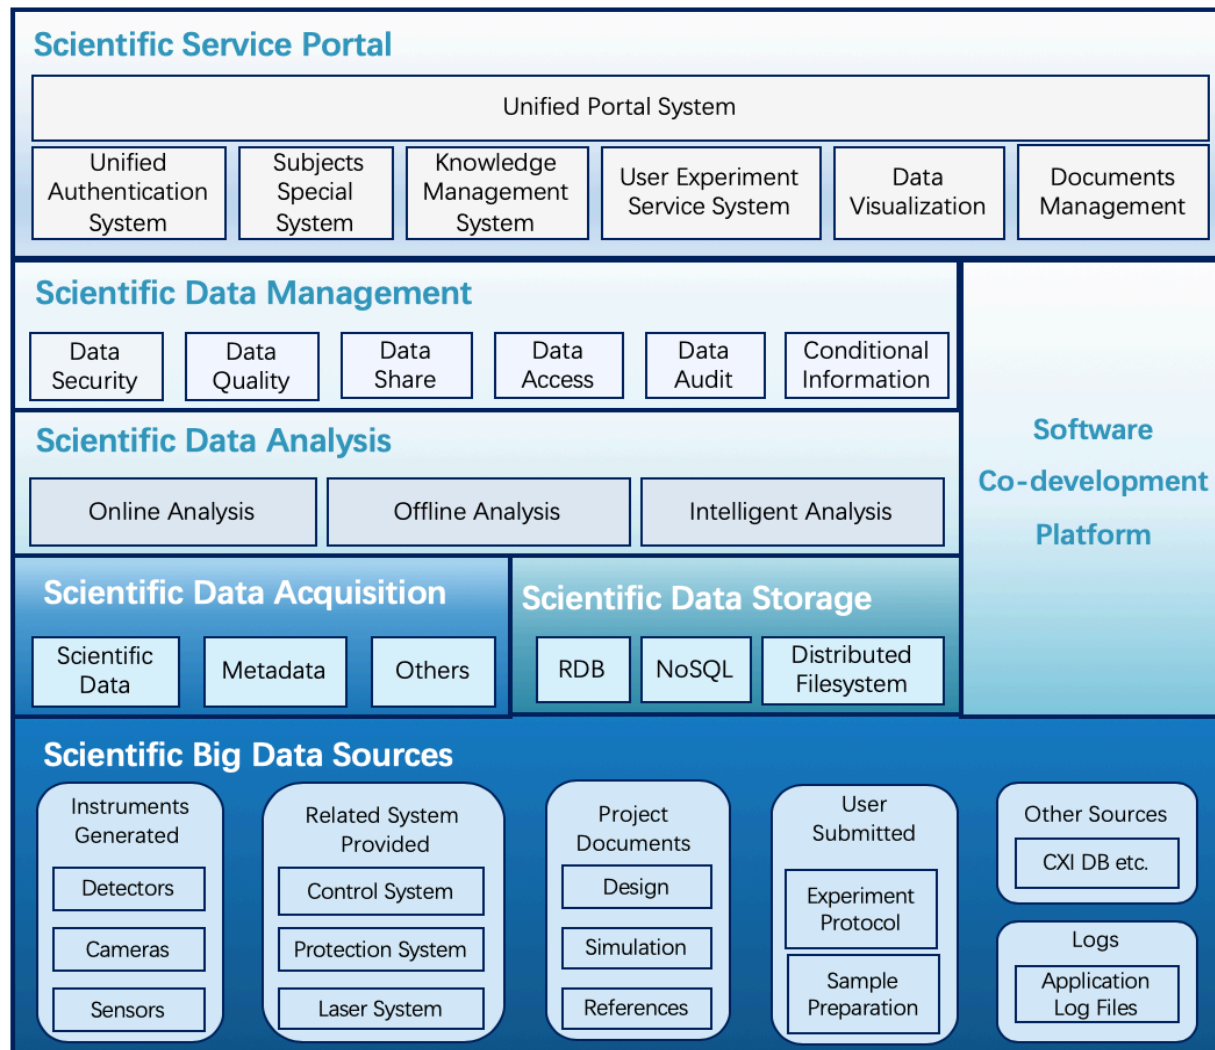 Scientific Service Portal
Unified Portal System
Unified
Authentication
System
Subjects
Special
System
Knowledge
Management
System
User Experiment
Service System
Data
Visualization
Documents
Management
Scientific Data Management
Data
Security
Data
Quality
Data
Share
Data
Access
Data
Audit
Conditional
Information
Scientific Data Analysis
Online Analysis
Offline Analysis
Intelligent Analysis
Software
Co-development
Platform
Scientific Data Acquisition
Scientific
Data
Metadata
Others
Scientific Data Storage
RDB
NoSQL
Distributed
Filesystem
Scientific Big Data Sources
Instruments
Generated
Detectors
Cameras
Sensors
Related System
Provided
Control System
Protection System
Laser System
Project
Documents
Design
Simulation
References
User
Submitted
Experiment
Protocol
Sample
Preparation
Other Sources
CXI DB etc.
Logs
Application
Log Files